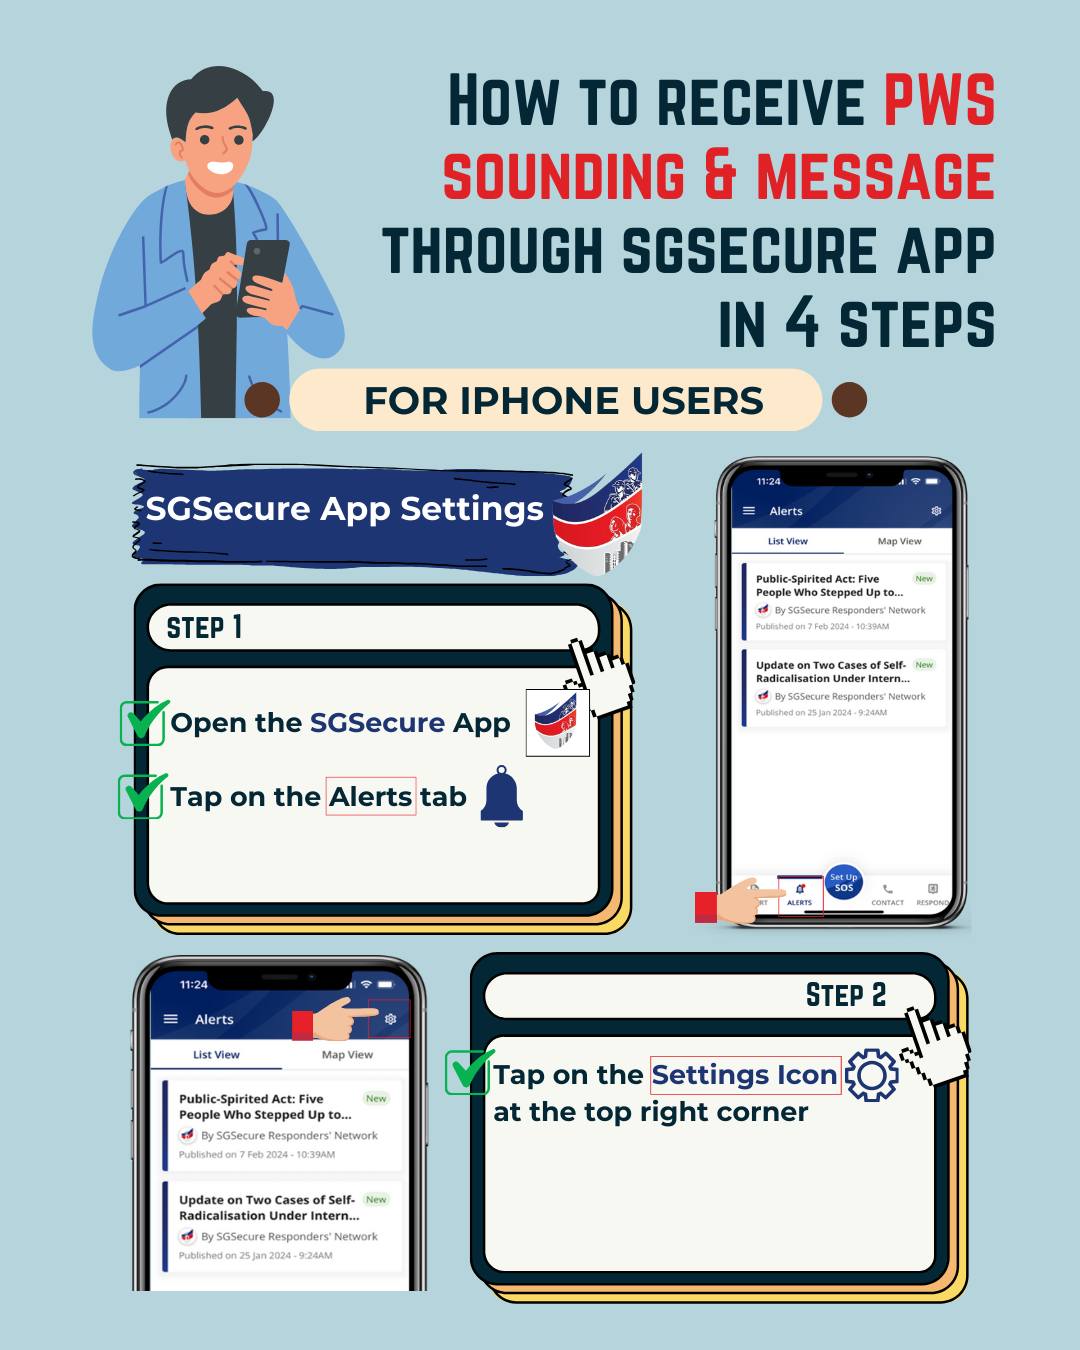 How to receive PWS
sounding & message
through SGSecure app
in 4 steps
FOR IPHONE USERS
SGSecure App Settings
Step 1
Open the SGSecure App
Tap on the Alerts tab
11:24
Alerts
List View
Map View
Public-Spirited Act: Five
People Who Stepped Up to...
New
By SGSecure Responders' Network
Published on 7 Feb 2024 - 10:39AM
Update on Two Cases of Self-
Radicalisation Under Intern...
New
By SGSecure Responders' Network
Published on 25 Jan 2024 - 9:24AM
ALERTS
Set Up
SOS
CONTACT
RESPOND
11:24
Alerts
List View
Map View
Public-Spirited Act: Five
People Who Stepped Up to...
New
By SGSecure Responders' Network
Published on 7 Feb 2024 - 10:39AM
Update on Two Cases of Self-
Radicalisation Under Intern...
New
By SGSecure Responders' Network
Published on 25 Jan 2024 - 9:24AM
Step 2
Tap on the Settings Icon
at the top right corner